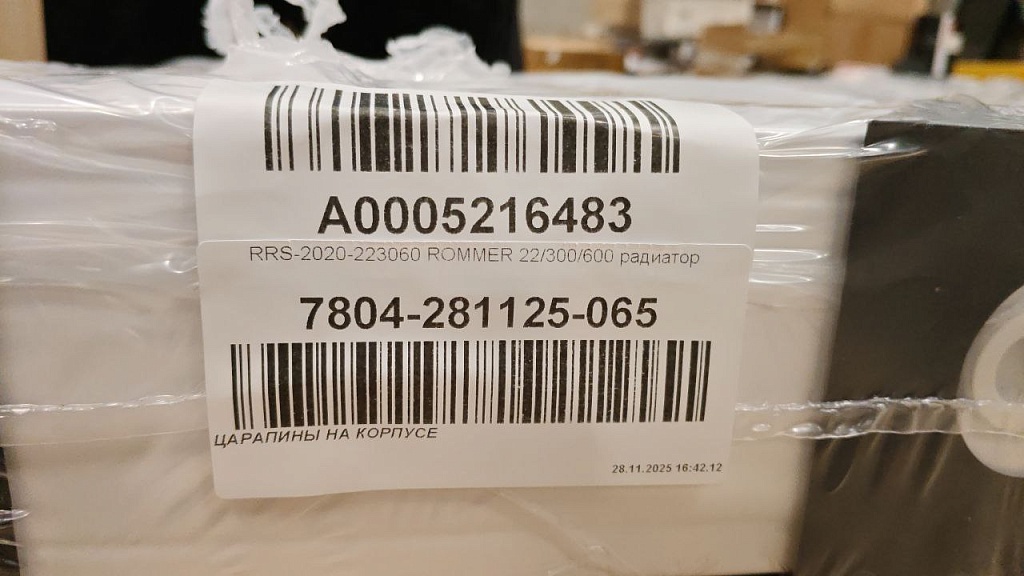 A0005216483
RRS-2020-223060 ROMMER 22/300/600 радиатор
7804-281125-065
ЦАРАПИНЫ НА КОРПУСЕ
28.11.2025 16:42.12